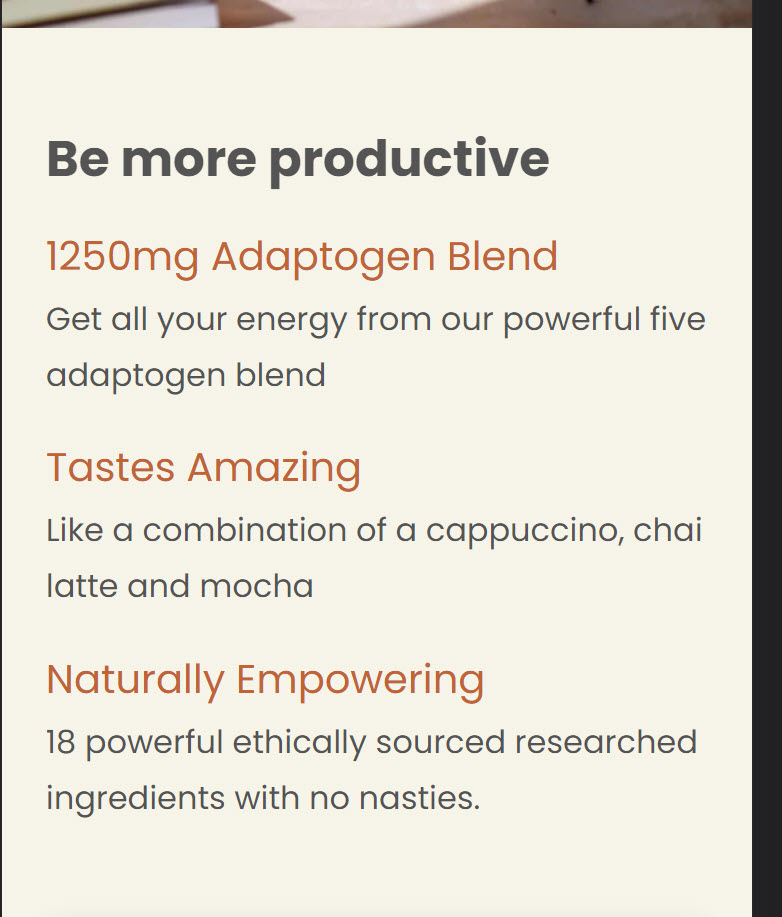 Be more productive
1250mg Adaptogen Blend
Get all your energy from our powerful five
adaptogen blend
Tastes Amazing
Like a combination of a cappuccino, chai
latte and mocha
Naturally Empowering
18 powerful ethically sourced researched
ingredients with no nasties.